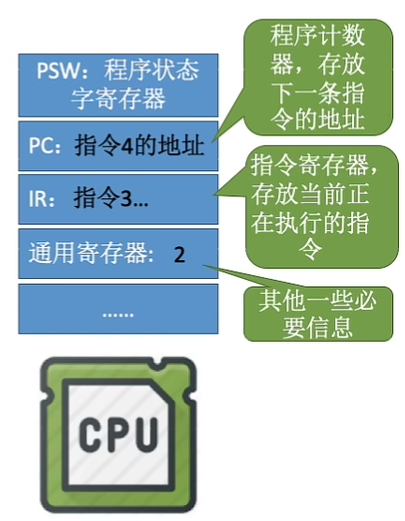 PSW：程序状态
字寄存器
PC：指令4的地址
IR：指令3...
通用寄存器： 2
......
程序计数
器，存放
下一条指
令的地址
指令寄存器，
存放当前正
在执行的指
令
其他一些必
要信息
CPU